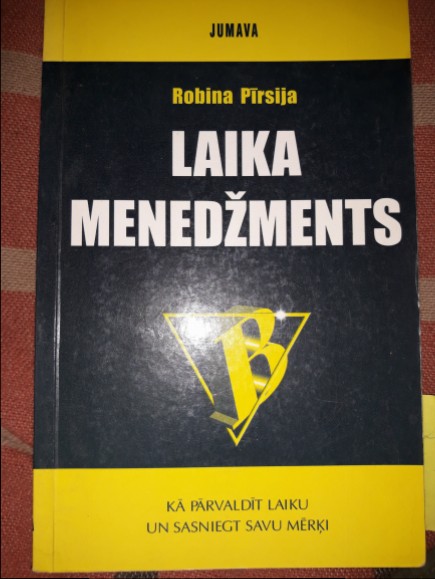 JUMAVA
Robina Pīrsija
LAIKA
MENEDŽMENTS
B
KĀ PĀRVALDĪT LAIKU
UN SASNIEGT SAVU MĒRĶI